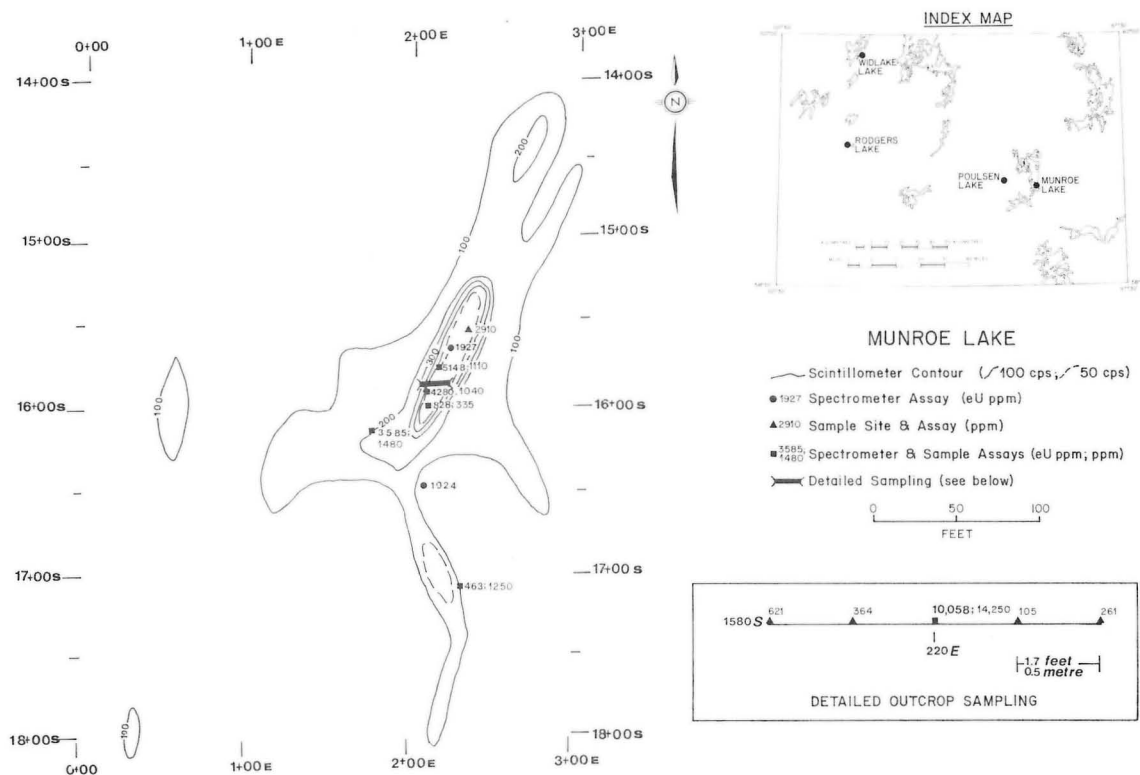 0+00
1+00 E
2+00 E
3+00 E
14+00 S
14+00 S
200
100
15+00 S
15+00 S
100
2910
1927
300
5148; 1110
4280; 1040
828; 335
100
16+00 S
16+00 S
200
3585;
1480
1924
17+00 S
17+00 S
463; 1250
100
18+00 S
18+00 S
0+00
1+00 E
2+00 E
3+00 E
N
INDEX MAP
WIDLAKE
LAKE
RODGERS
LAKE
POULSEN
LAKE
MUNROE
LAKE
MUNROE LAKE
Scintillometer Contour (100 cps; 50 cps)
1927 Spectrometer Assay (eU ppm)
2910 Sample Site & Assay (ppm)
3585;
1480 Spectrometer & Sample Assays (eU ppm; ppm)
Detailed Sampling (see below)
0 50 100
FEET
621 364 10,058; 14,250 105 261
1580 S
220 E
1.7 feet
0.5 metre
DETAILED OUTCROP SAMPLING